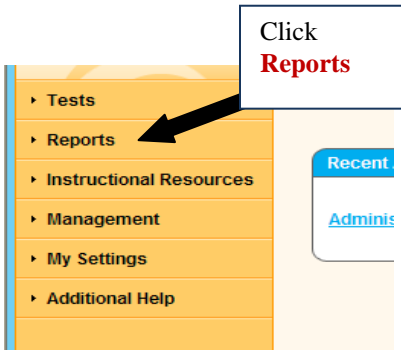 Click
Reports
Tests
Reports
Instructional Resources
Management
My Settings
Additional Help
Recent
Adminis